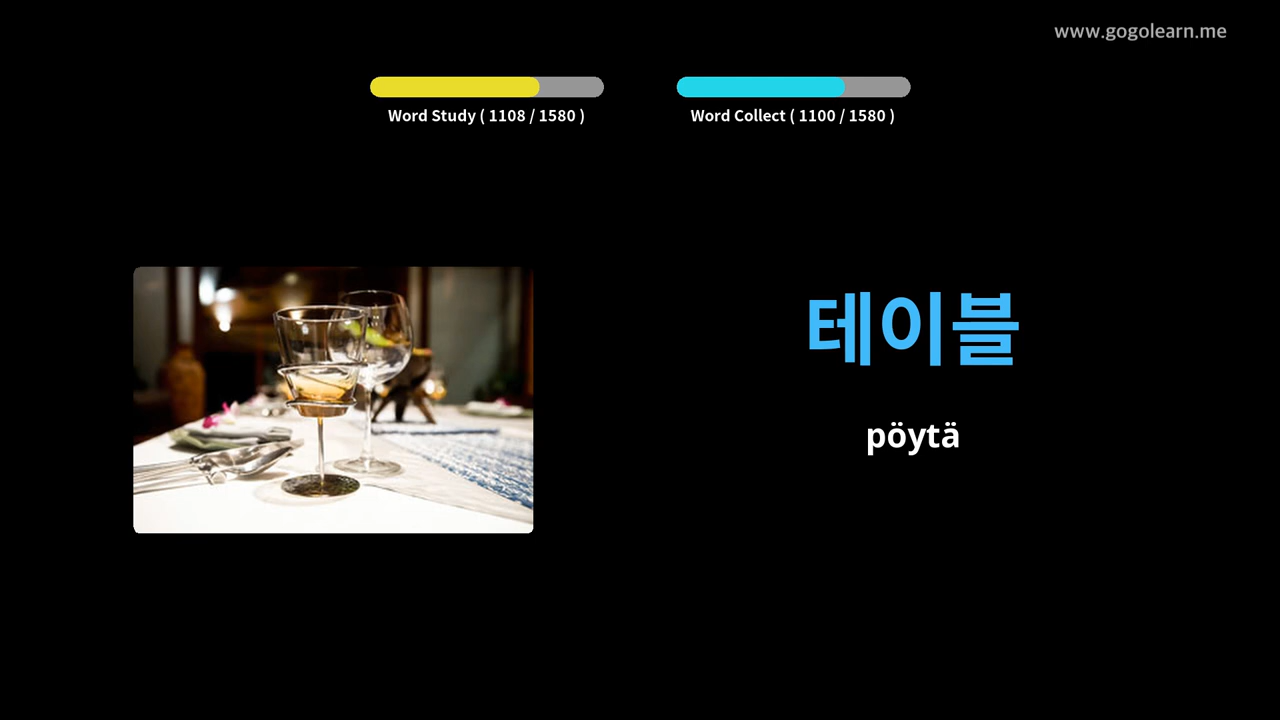 www.gogolearn.me
Word Study ( 1108 / 1580 )
Word Collect ( 1100 / 1580 )
테이블
pöytä